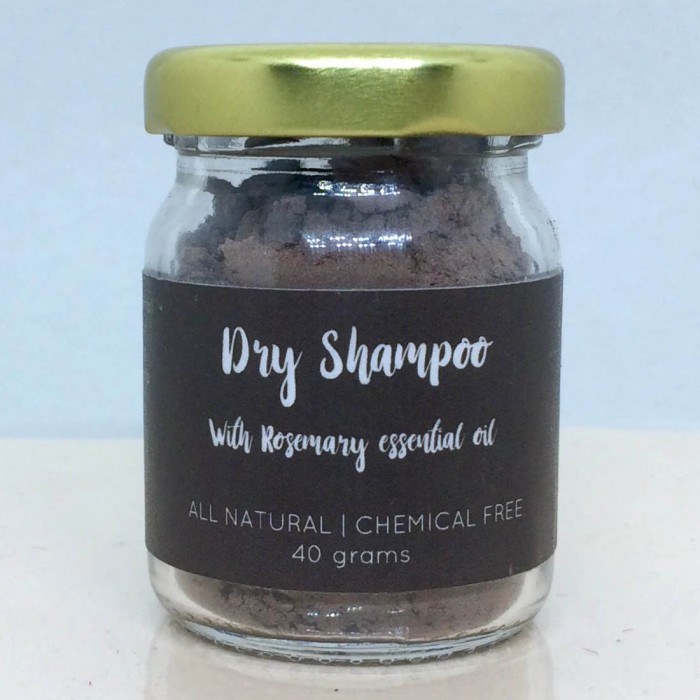 Dry Shampoo
With Rosemary essential oil
ALL NATURAL | CHEMICAL FREE
40 grams